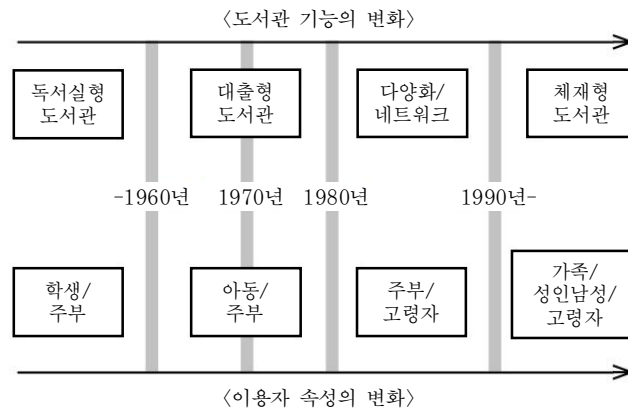 〈도서관 기능의 변화〉
독서실형
도서관
대출형
도서관
다양화/
네트워크
체재형
도서관
-1960년
1970년
1980년
1990년-
학생/
주부
아동/
주부
주부/
고령자
가족/
성인남성/
고령자
〈이용자 속성의 변화〉